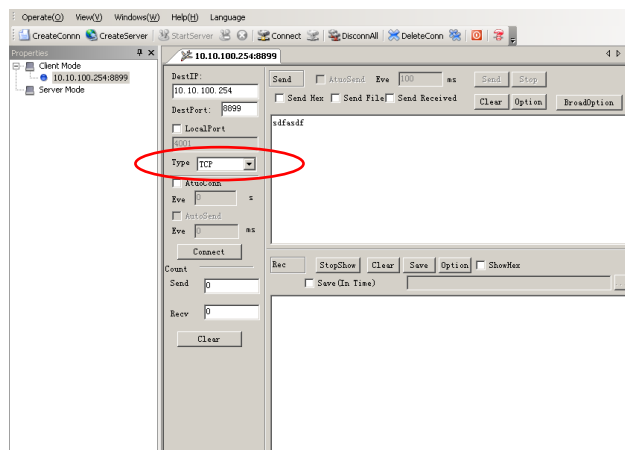 Operate(O) View(V) Windows(W) Help(H) Language
CreateConnn CreateServer StartServer Connect DisconnAll DeleteConn
Properties
10.10.100.254:8899
Client Mode
10.10.100.254:8899
Server Mode
DestIP:
10.10.100.254
DestPort: 8899
LocalPort
4001
Type TCP
AtuoConn
Eve 0 s
AutoSend
Eve 0 ms
Connect
Count
Send 0
Recv 0
Clear
Send AtuoSend Eve 100 ms Send Stop
Send Hex Send File Send Received Clear Option BroadOption
sdfasdf
Rec StopShow Clear Save Option ShowHex
Save(In Time)